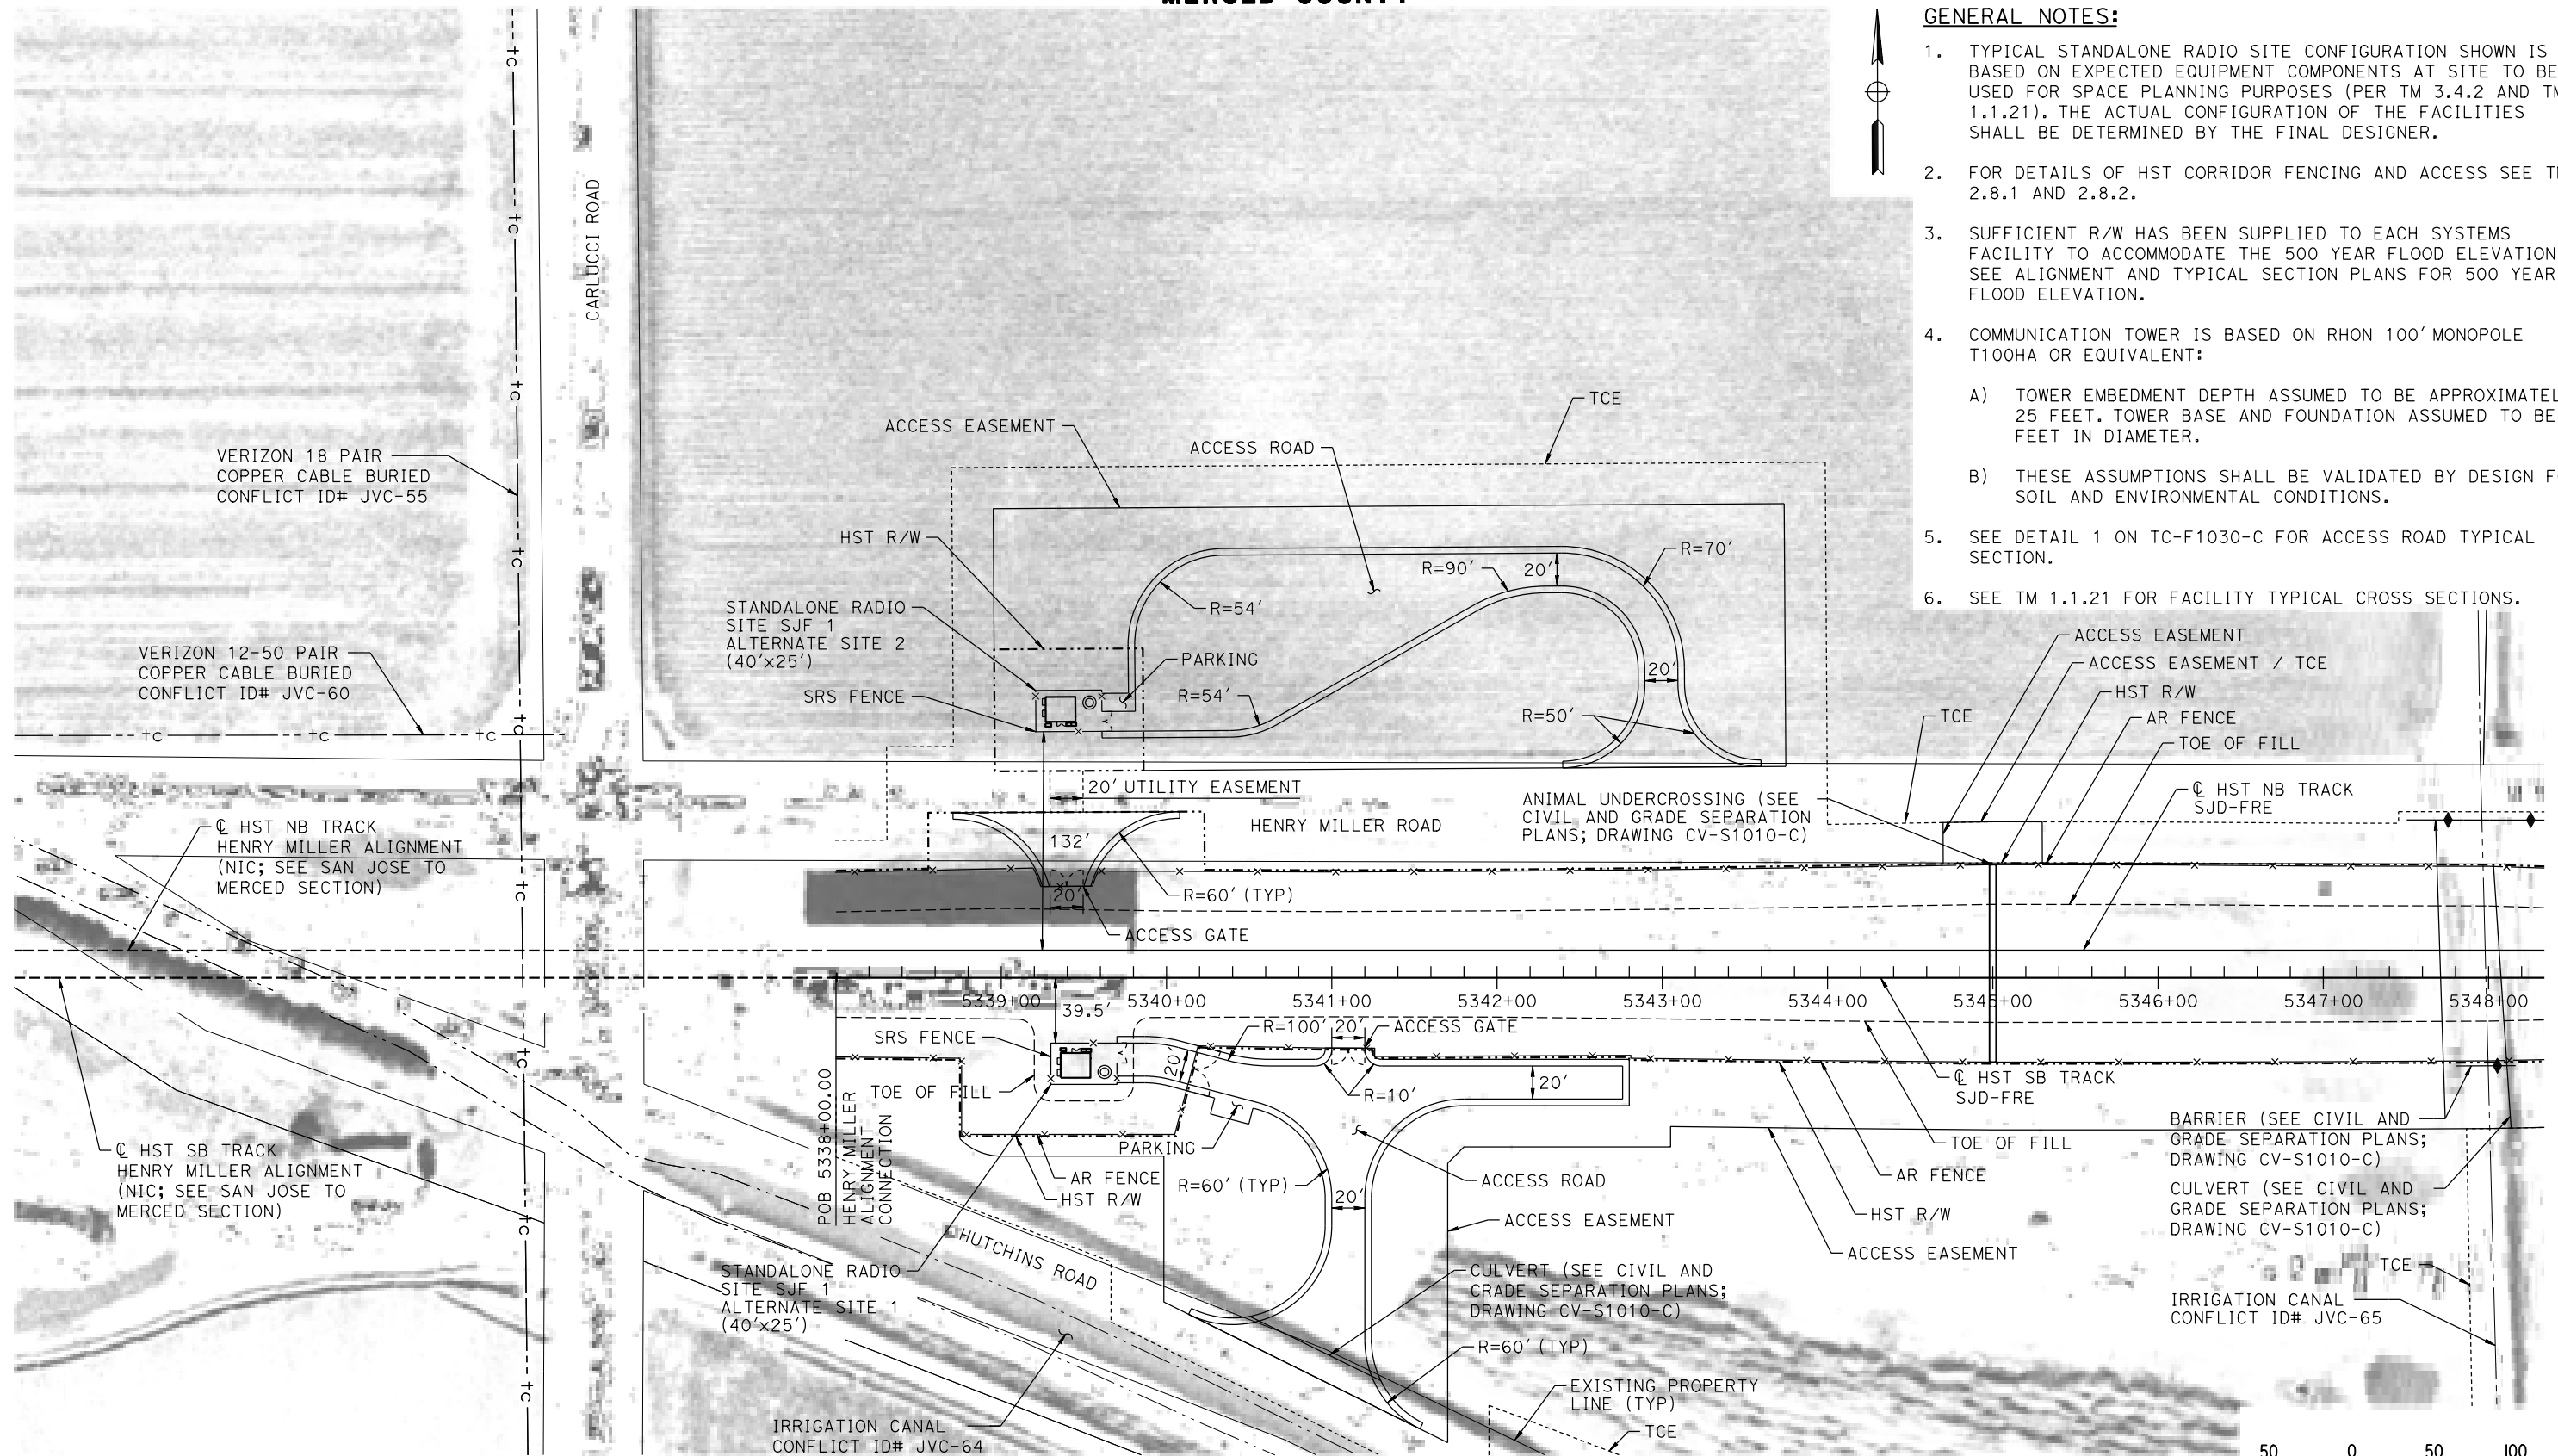 MERCED COUNTY
GENERAL NOTES:
1. TYPICAL STANDALONE RADIO SITE CONFIGURATION SHOWN IS
BASED ON EXPECTED EQUIPMENT COMPONENTS AT SITE TO BE
USED FOR SPACE PLANNING PURPOSES (PER TM 3.4.2 AND
1.1.21). THE ACTUAL CONFIGURATION OF THE FACILITIES
SHALL BE DETERMINED BY THE FINAL DESIGNER.
2. FOR DETAILS OF HST CORRIDOR FENCING AND ACCESS SEE
2.8.1 AND 2.8.2.
3. SUFFICIENT R/W HAS BEEN SUPPLIED TO EACH SYSTEMS
FACILITY TO ACCOMMODATE THE 500 YEAR FLOOD ELEVATION
SEE ALIGNMENT AND TYPICAL SECTION PLANS FOR 500 YEAR
FLOOD ELEVATION.
4. COMMUNICATION TOWER IS BASED ON RHON 100' MONOPOLE
T100HA OR EQUIVALENT:
A) TOWER EMBEDMENT DEPTH ASSUMED TO BE
25 FEET. TOWER BASE AND FOUNDATION ASSUMED TO BE
FEET IN DIAMETER.
B) THESE ASSUMPTIONS SHALL BE VALIDATED BY DESIGN
SOIL AND ENVIRONMENTAL CONDITIONS.
5. SEE DETAIL 1 ON TC-F1030-C FOR ACCESS ROAD TYPICAL
SECTION.
6. SEE TM 1.1.21 FOR FACILITY TYPICAL CROSS SECTIONS.
tc
tc
tc
tc
CARLUCCI ROAD
VERIZON 18 PAIR
COPPER CABLE BURIED
CONFLICT ID# JVC-55
VERIZON 12-50 PAIR
COPPER CABLE BURIED
CONFLICT ID# JVC-60
tc
tc
tc
tc
tc
tc
tc
tc
tc
TCE
ACCESS EASEMENT
ACCESS ROAD
HST R/W
R=70'
R=90'
20'
R=54'
STANDALONE RADIO
SITE SJF 1
ALTERNATE SITE 2
(40'x25')
PARKING
SRS FENCE
R=54'
20'
R=50'
ACCESS EASEMENT
ACCESS EASEMENT / TCE
HST R/W
AR FENCE
TOE OF FILL
TCE
20' UTILITY EASEMENT
HENRY MILLER ROAD
ANIMAL UNDERCROSSING (SEE
CIVIL AND GRADE SEPARATION
PLANS; DRAWING CV-S1010-C)
℄ HST NB TRACK
SJD-FRE
℄ HST NB TRACK
HENRY MILLER ALIGNMENT
(NIC; SEE SAN JOSE TO
MERCED SECTION)
132'
20'
R=60' (TYP)
ACCESS GATE
5339+00
5340+00
5341+00
5342+00
5343+00
5344+00
5345+00
5346+00
5347+00
5348+00
39.5'
SRS FENCE
R=100'
20'
ACCESS GATE
20'
TOE OF FILL
R=10'
20'
℄ HST SB TRACK
SJD-FRE
POB 5338+00.00
HENRY MILLER
ALIGNMENT
CONNECTION
PARKING
TOE OF FILL
BARRIER (SEE CIVIL AND
GRADE SEPARATION PLANS;
DRAWING CV-S1010-C)
℄ HST SB TRACK
HENRY MILLER ALIGNMENT
(NIC; SEE SAN JOSE TO
MERCED SECTION)
AR FENCE
HST R/W
R=60' (TYP)
20'
ACCESS ROAD
AR FENCE
CULVERT (SEE CIVIL AND
GRADE SEPARATION PLANS;
DRAWING CV-S1010-C)
ACCESS EASEMENT
HST R/W
ACCESS EASEMENT
HUTCHINS ROAD
STANDALONE RADIO
SITE SJF 1
ALTERNATE SITE 1
(40'x25')
CULVERT (SEE CIVIL AND
CRADE SEPARATION PLANS;
DRAWING CV-S1010-C)
TCE
IRRIGATION CANAL
CONFLICT ID# JVC-65
R=60' (TYP)
EXISTING PROPERTY
LINE (TYP)
TCE
IRRIGATION CANAL
CONFLICT ID# JVC-64
50 0 50 100